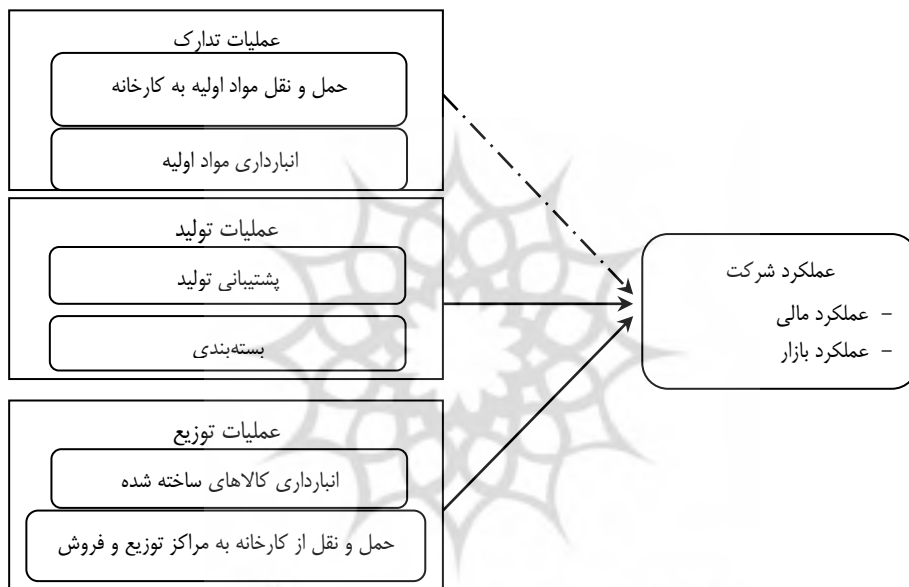 عملیات تدارک
حمل و نقل مواد اولیه به کارخانه
انبارداری مواد اولیه
عملیات تولید
پشتیبانی تولید
بسته‌بندی
عملیات توزیع
انبارداری کالاهای ساخته شده
حمل و نقل از کارخانه به مراکز توزیع و فروش
عملکرد شرکت
- عملکرد مالی
- عملکرد بازار